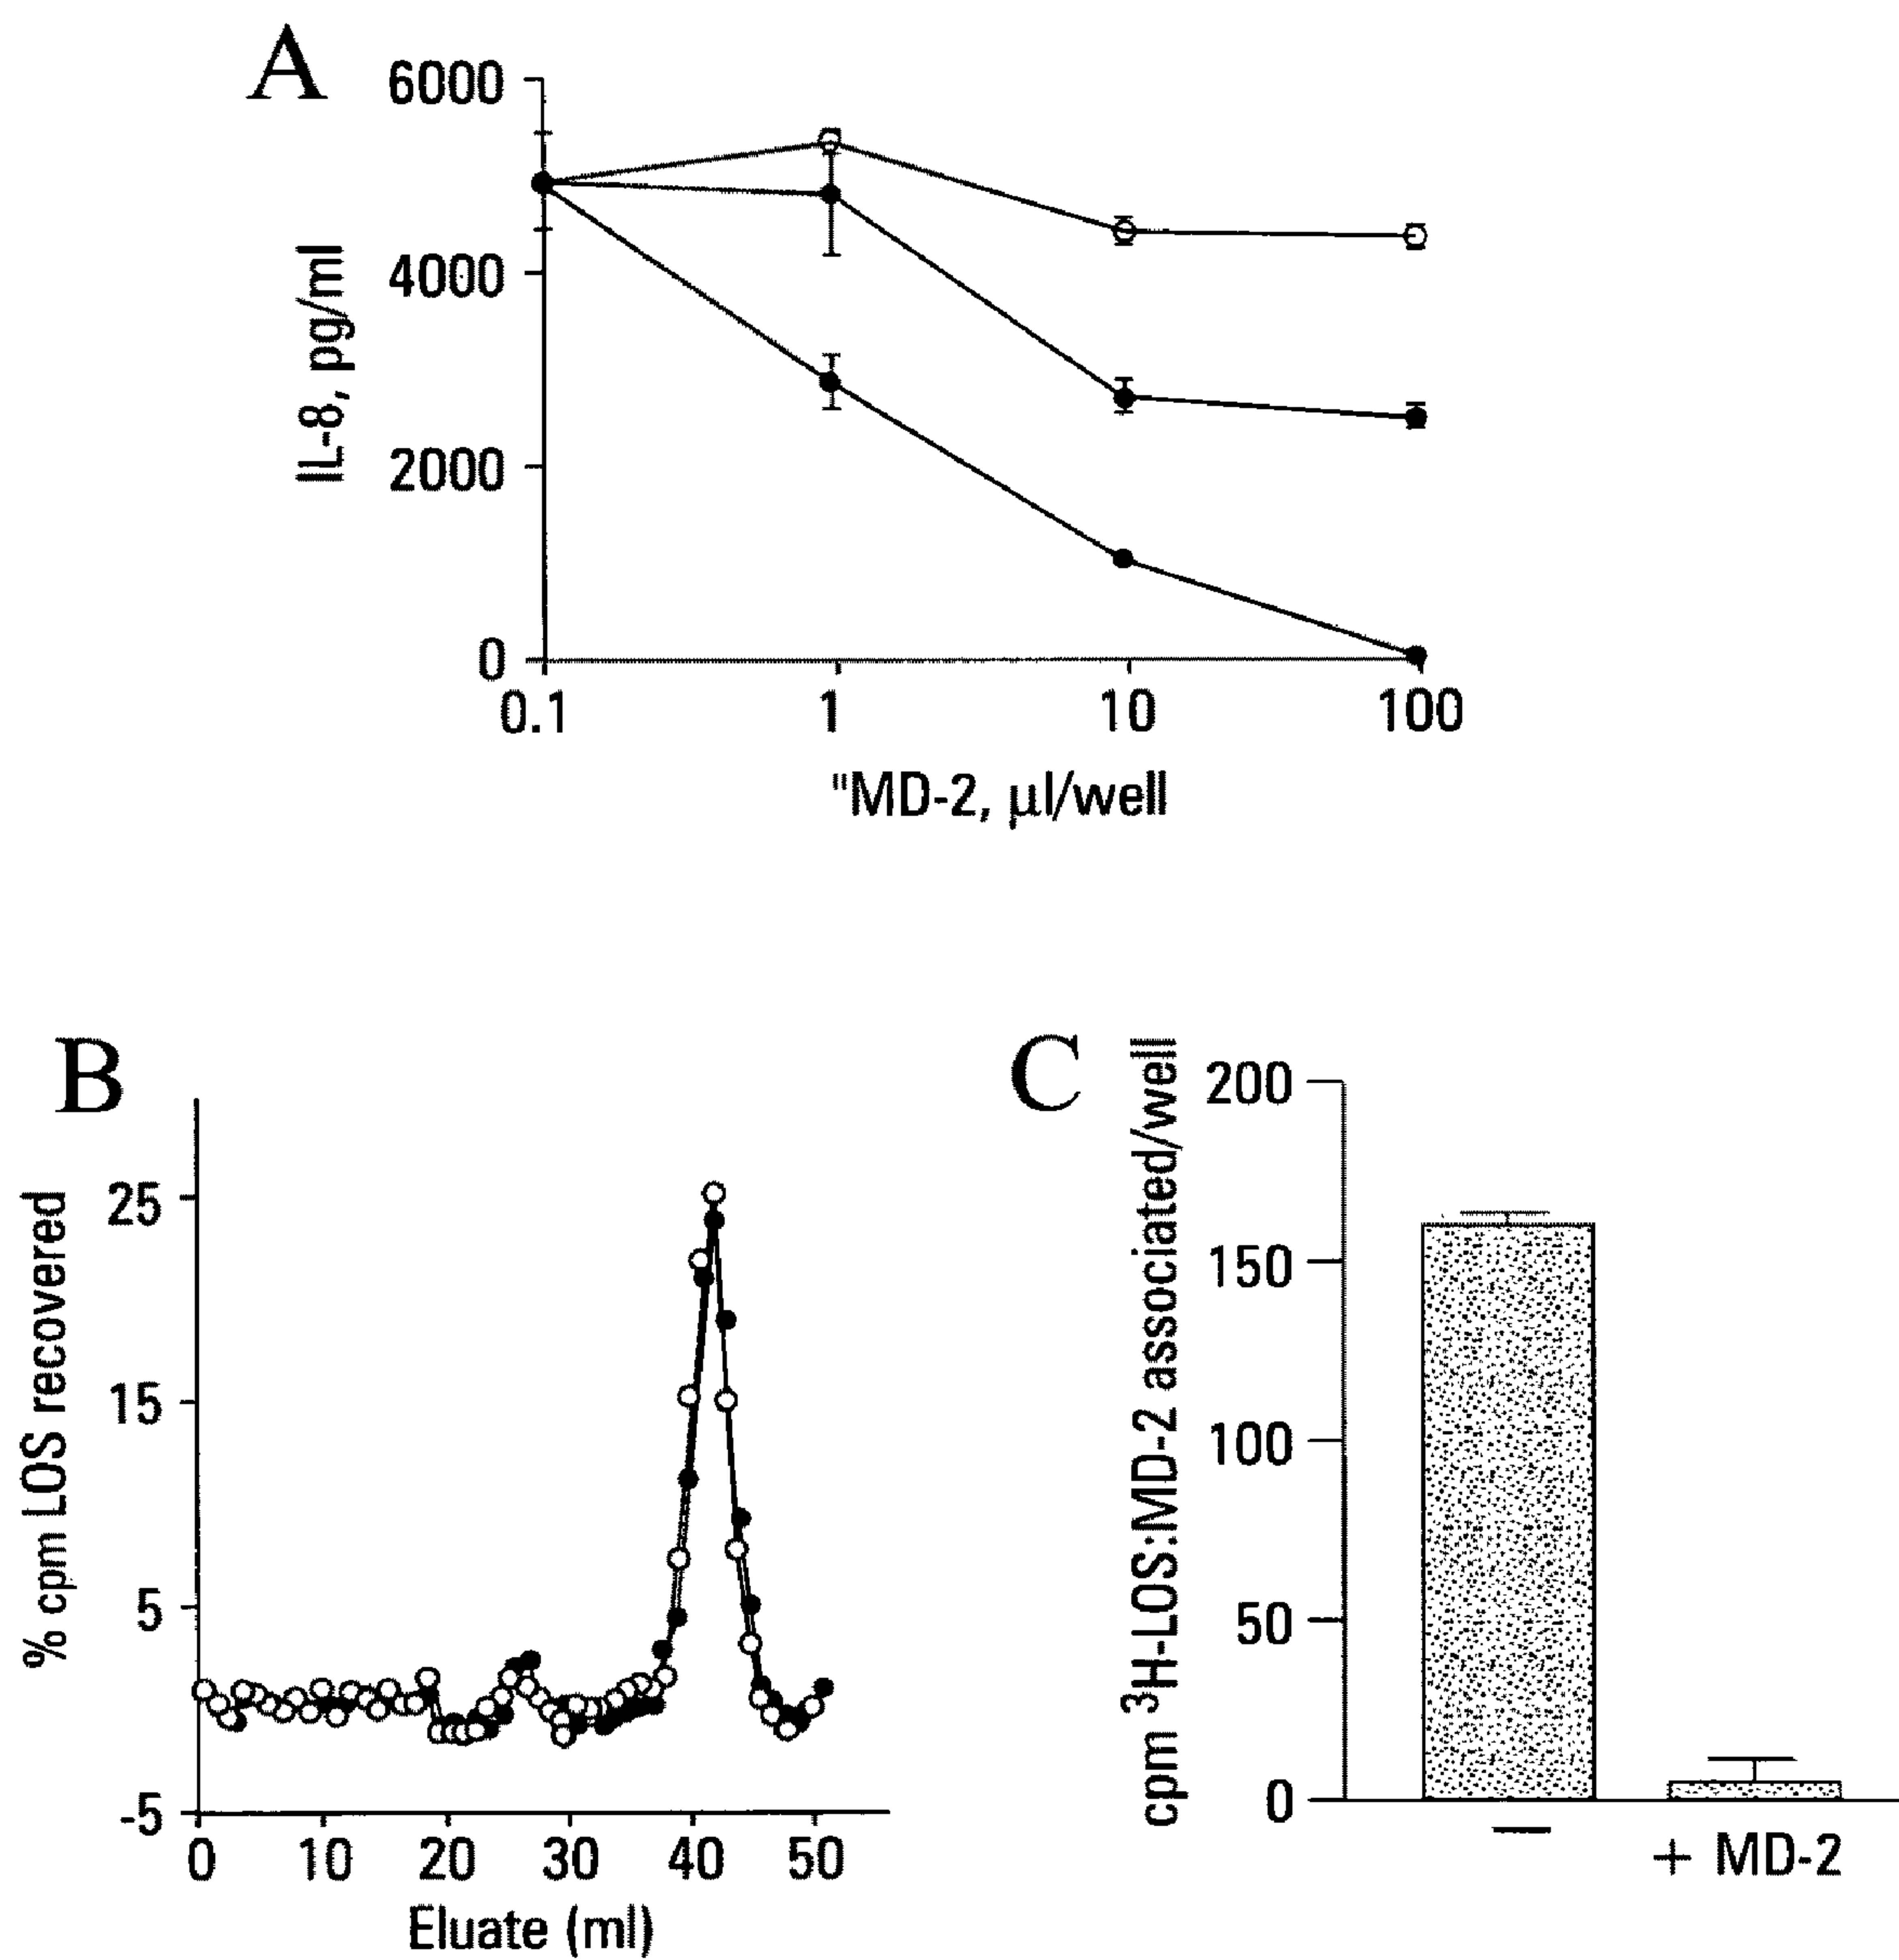 A
6000
4000
2000
0
IL-8, pg/ml
0.1 1 10 100
"MD-2, µl/well
B
25
15
5
-5
% cpm LOS recovered
0 10 20 30 40 50
Eluate (ml)
C
200
150
100
50
0
cpm ³H-LOS:MD-2 associated/well
— + MD-2